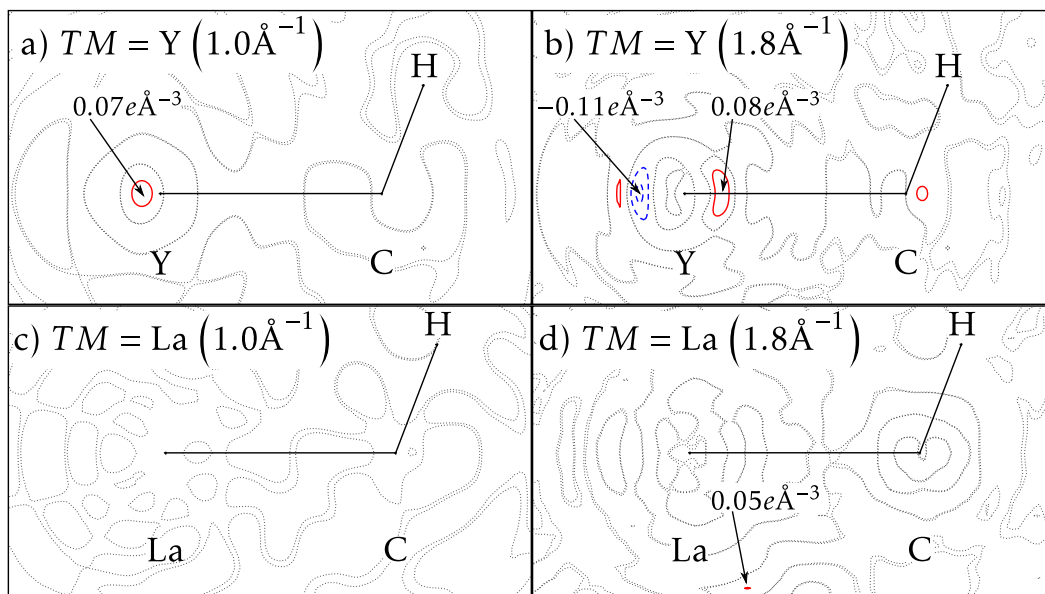 a) TM = Y (1.0Å⁻¹)
H
0.07eÅ⁻³
Y
C
b) TM = Y (1.8Å⁻¹)
H
−0.11eÅ⁻³
0.08eÅ⁻³
Y
C
c) TM = La (1.0Å⁻¹)
H
La
C
d) TM = La (1.8Å⁻¹)
H
0.05eÅ⁻³
La
C